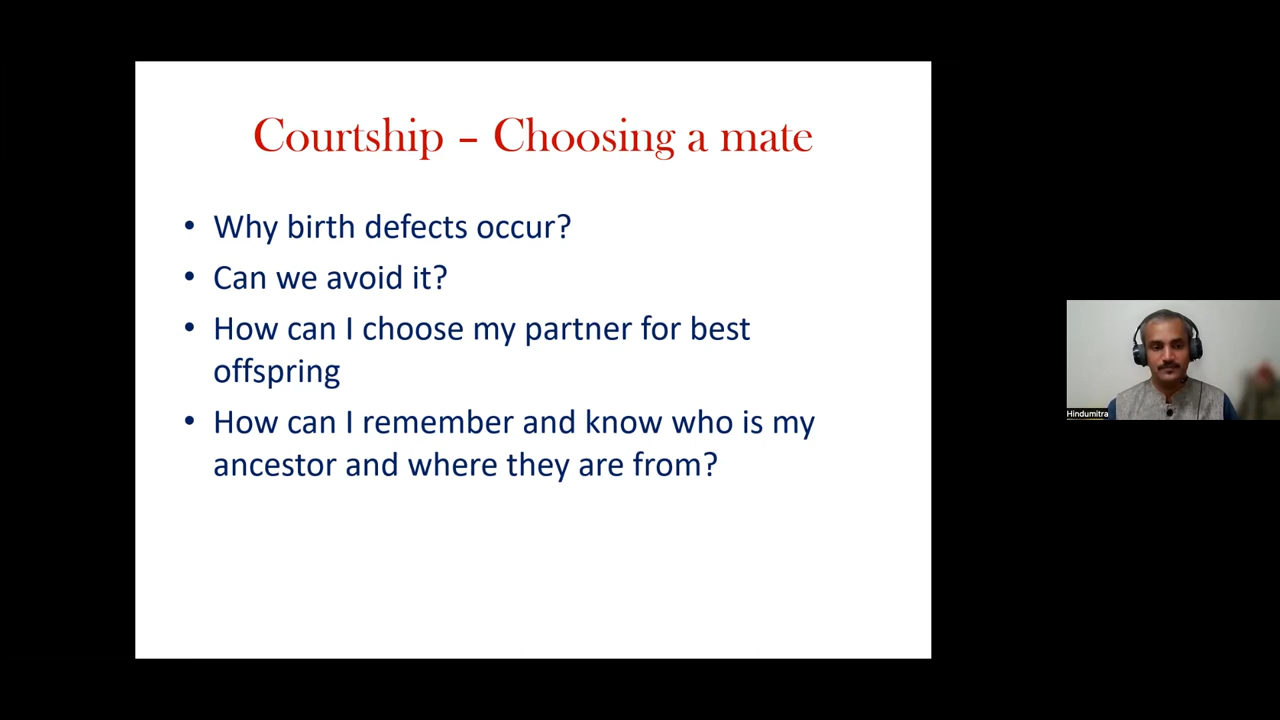 Courtship – Choosing a mate
• Why birth defects occur?
• Can we avoid it?
• How can I choose my partner for best
offspring
• How can I remember and know who is my
ancestor and where they are from?
Hindumitra